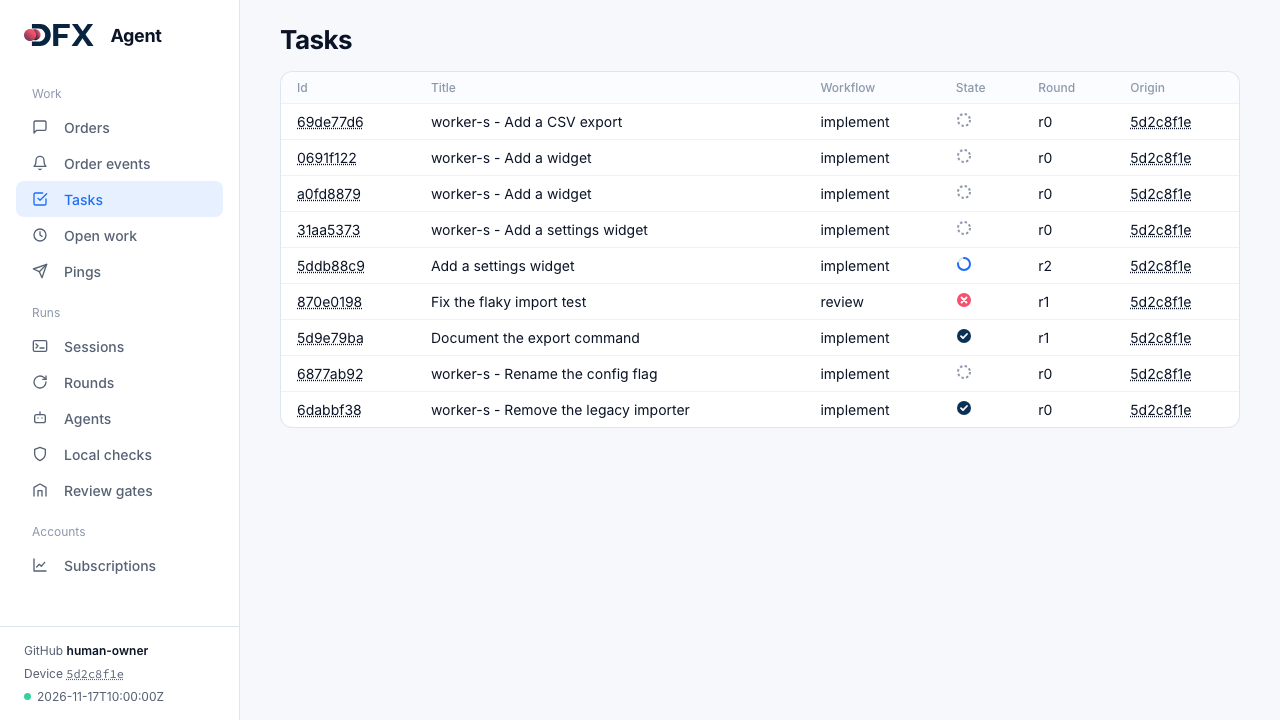 DFX Agent
Work
Orders
Order events
Tasks
Open work
Pings
Runs
Sessions
Rounds
Agents
Local checks
Review gates
Accounts
Subscriptions
GitHub human-owner
Device 5d2c8f1e
2026-11-17T10:00:00Z
Tasks
Id Title Workflow State Round Origin
69de77d6 worker-s - Add a CSV export implement r0 5d2c8f1e
0691f122 worker-s - Add a widget implement r0 5d2c8f1e
a0fd8879 worker-s - Add a widget implement r0 5d2c8f1e
31aa5373 worker-s - Add a settings widget implement r0 5d2c8f1e
5ddb88c9 Add a settings widget implement r2 5d2c8f1e
870e0198 Fix the flaky import test review r1 5d2c8f1e
5d9e79ba Document the export command implement r1 5d2c8f1e
6877ab92 worker-s - Rename the config flag implement r0 5d2c8f1e
6dabbf38 worker-s - Remove the legacy importer implement r0 5d2c8f1e